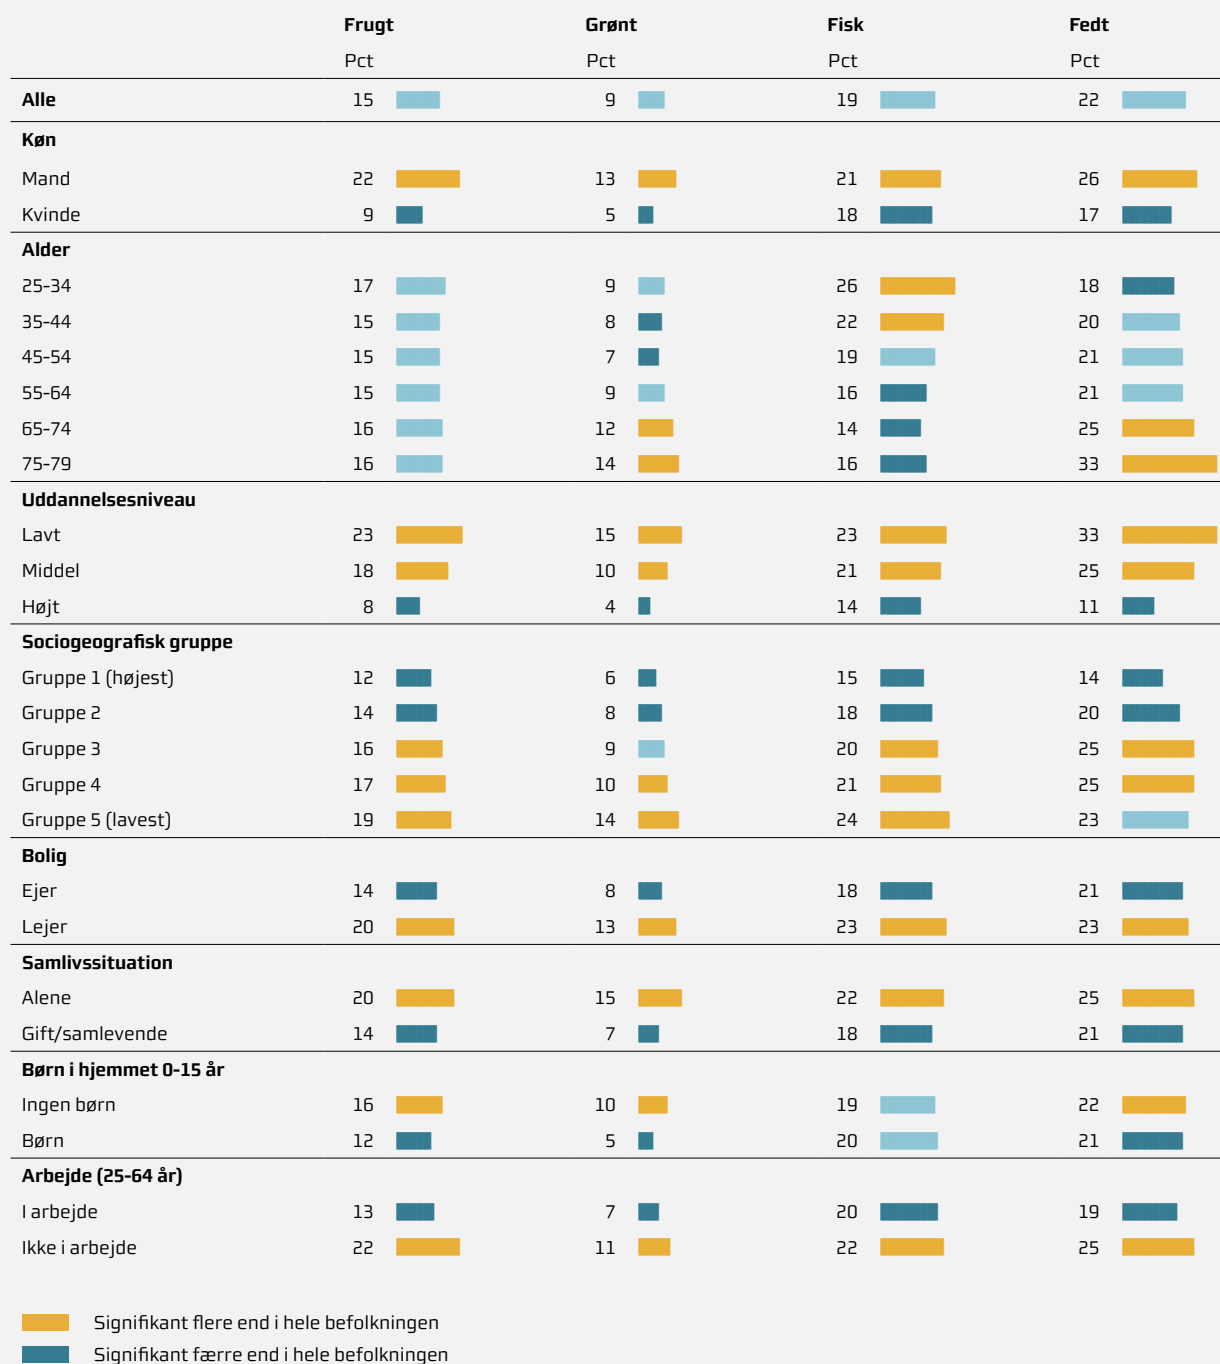 Frugt Grønt Fisk Fedt
Pct Pct Pct Pct
Alle 15 9 19 22
Køn
Mand 22 13 21 26
Kvinde 9 5 18 17
Alder
25-34 17 9 26 18
35-44 15 8 22 20
45-54 15 7 19 21
55-64 15 9 16 21
65-74 16 12 14 25
75-79 16 14 16 33
Uddannelsesniveau
Lavt 23 15 23 33
Middel 18 10 21 25
Højt 8 4 14 11
Sociogeografisk gruppe
Gruppe 1 (højest) 12 6 15 14
Gruppe 2 14 8 18 20
Gruppe 3 16 9 20 25
Gruppe 4 17 10 21 25
Gruppe 5 (lavest) 19 14 24 23
Bolig
Ejer 14 8 18 21
Lejer 20 13 23 23
Samlivssituation
Alene 20 15 22 25
Gift/samlevende 14 7 18 21
Børn i hjemmet 0-15 år
Ingen børn 16 10 19 22
Børn 12 5 20 21
Arbejde (25-64 år)
I arbejde 13 7 20 19
Ikke i arbejde 22 11 22 25
Signifikant flere end i hele befolkningen
Signifikant færre end i hele befolkningen